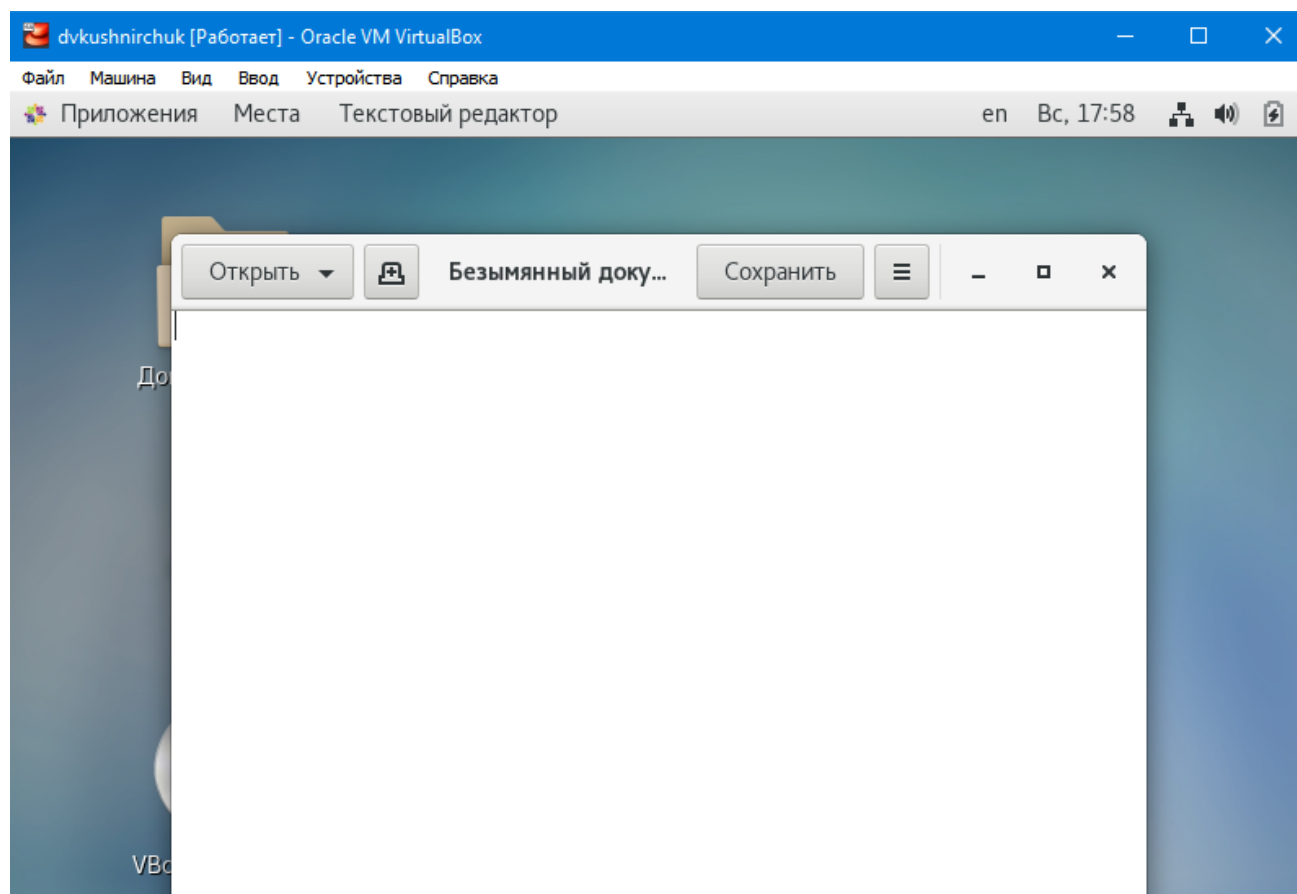 dvkushnirchuk [Работает] - Oracle VM VirtualBox
Файл Машина Вид Ввод Устройства Справка
Приложения Места Текстовый редактор en Вс, 17:58
Открыть Безымянный доку... Сохранить